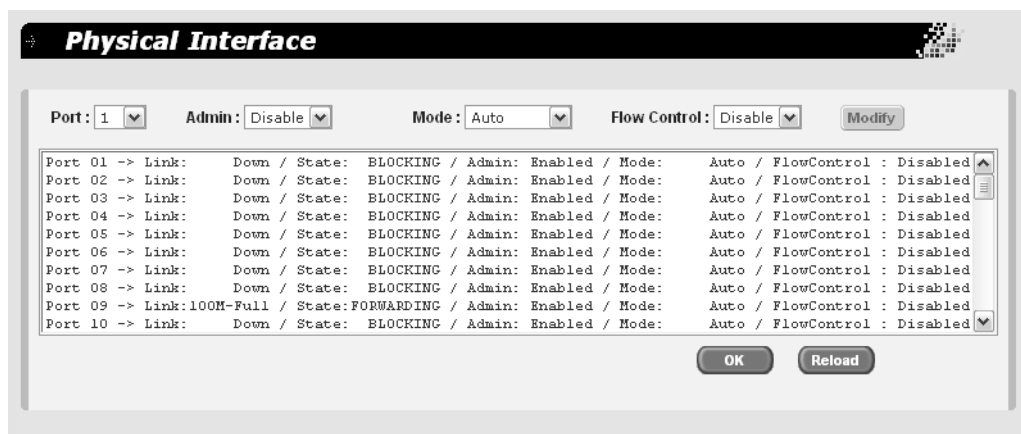 Physical Interface
Port : 1 Admin : Disable Mode : Auto Flow Control : Disable Modify
Port 01 -> Link: Down / State: BLOCKING / Admin: Enabled / Mode: Auto / FlowControl : Disabled
Port 02 -> Link: Down / State: BLOCKING / Admin: Enabled / Mode: Auto / FlowControl : Disabled
Port 03 -> Link: Down / State: BLOCKING / Admin: Enabled / Mode: Auto / FlowControl : Disabled
Port 04 -> Link: Down / State: BLOCKING / Admin: Enabled / Mode: Auto / FlowControl : Disabled
Port 05 -> Link: Down / State: BLOCKING / Admin: Enabled / Mode: Auto / FlowControl : Disabled
Port 06 -> Link: Down / State: BLOCKING / Admin: Enabled / Mode: Auto / FlowControl : Disabled
Port 07 -> Link: Down / State: BLOCKING / Admin: Enabled / Mode: Auto / FlowControl : Disabled
Port 08 -> Link: Down / State: BLOCKING / Admin: Enabled / Mode: Auto / FlowControl : Disabled
Port 09 -> Link:100M-Full / State:FORWARDING / Admin: Enabled / Mode: Auto / FlowControl : Disabled
Port 10 -> Link: Down / State: BLOCKING / Admin: Enabled / Mode: Auto / FlowControl : Disabled
OK Reload